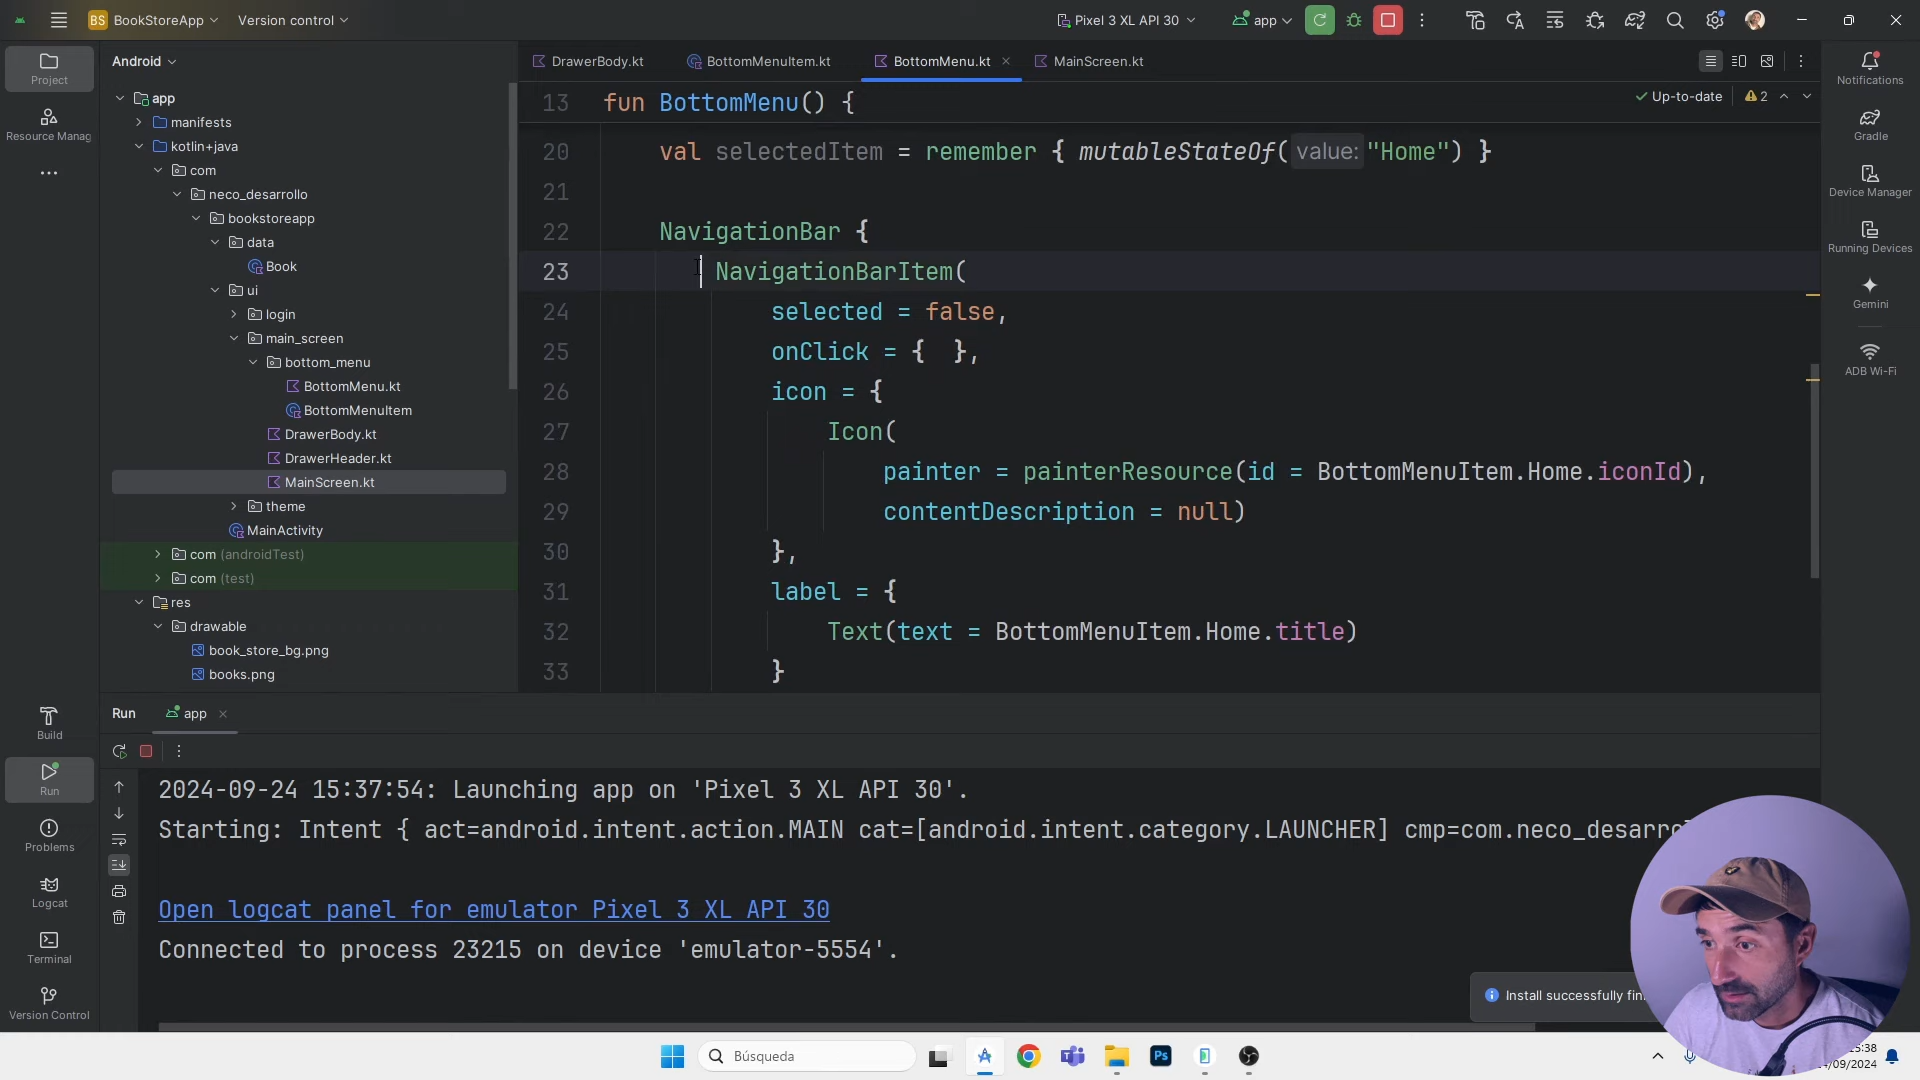 BS BookStoreApp Version control Pixel 3 XL API 30 app
Project
Resource Manag
Android
app
manifests
kotlin+java
com
neco_desarrollo
bookstoreapp
data
Book
ui
login
main_screen
bottom_menu
BottomMenu.kt
BottomMenuItem
DrawerBody.kt
DrawerHeader.kt
MainScreen.kt
theme
MainActivity
com (androidTest)
com (test)
res
drawable
book_store_bg.png
books.png
DrawerBody.kt BottomMenuItem.kt BottomMenu.kt MainScreen.kt
13 fun BottomMenu() {
Up-to-date 2
20 val selectedItem = remember { mutableStateOf( value: "Home") }
21
22 NavigationBar {
23 NavigationBarItem(
24 selected = false,
25 onClick = { },
26 icon = {
27 Icon(
28 painter = painterResource(id = BottomMenuItem.Home.iconId),
29 contentDescription = null)
30 },
31 label = {
32 Text(text = BottomMenuItem.Home.title)
33 }
Notifications
Gradle
Device Manager
Running Devices
Gemini
ADB Wi-Fi
Build
Run
Problems
Logcat
Terminal
Version Control
Run app
2024-09-24 15:37:54: Launching app on 'Pixel 3 XL API 30'.
Starting: Intent { act=android.intent.action.MAIN cat=[android.intent.category.LAUNCHER] cmp=com.neco_desarro
Open logcat panel for emulator Pixel 3 XL API 30
Connected to process 23215 on device 'emulator-5554'.
Install successfully fin
Búsqueda
Ps
5:38
4/09/2024